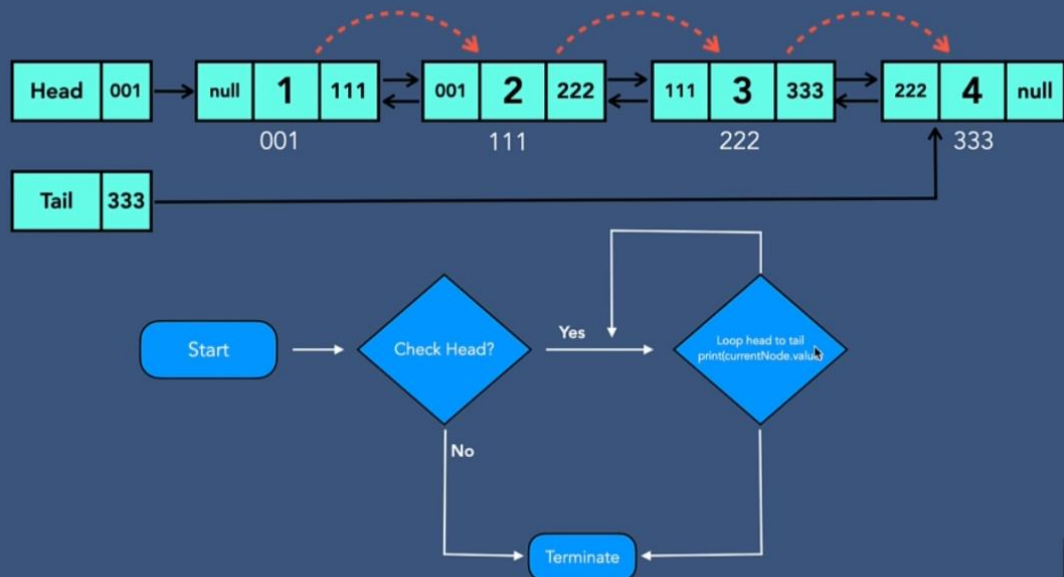 Head 001
null 1 111
001 2 222
111 3 333
222 4 null
001
111
222
333
Tail 333
Start
Check Head?
Yes
No
Loop head to tail
print(currentNode.value)
Terminate